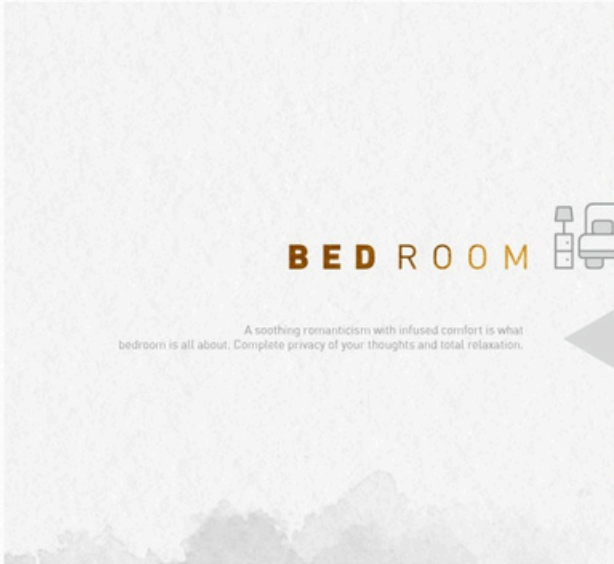 BED ROOM
A soothing romanticism with infused comfort is what
bedroom is all about. Complete privacy of your thoughts and total relaxation.